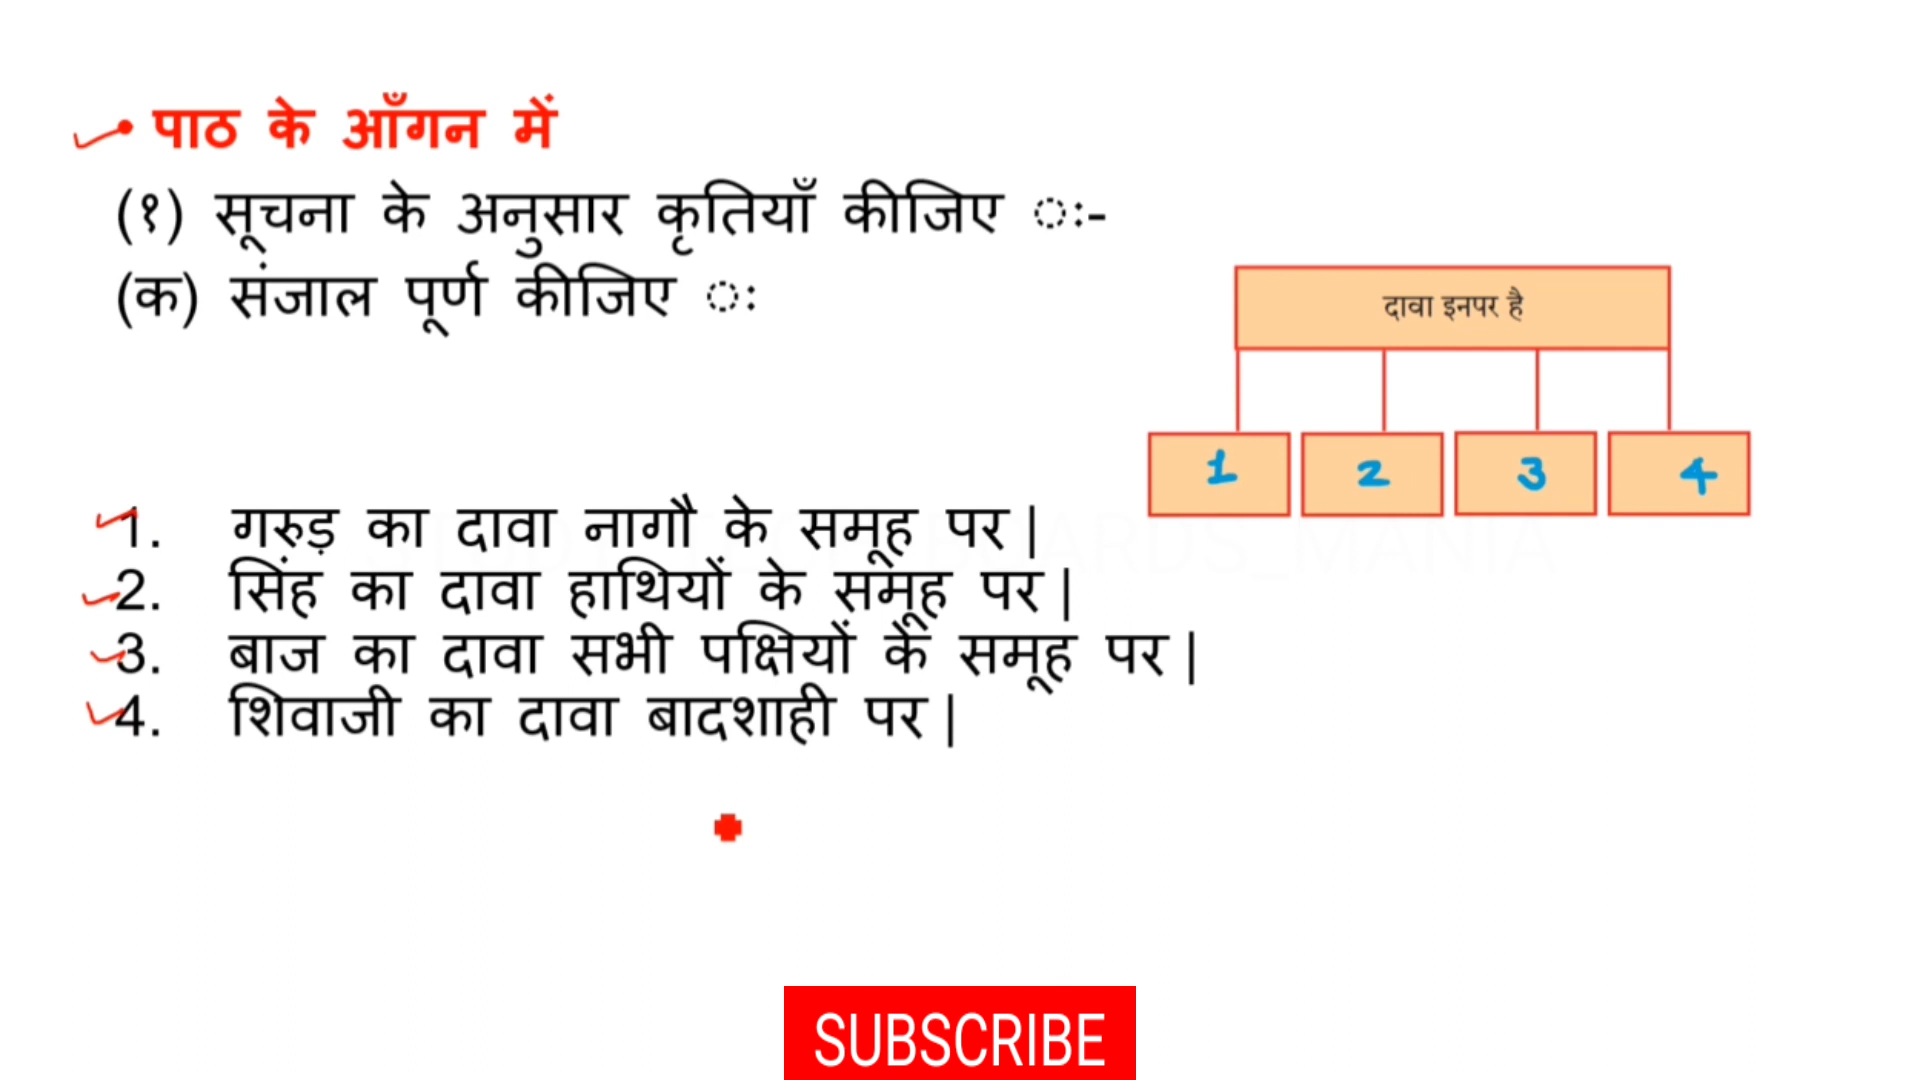 • पाठ के आँगन में
(१) सूचना के अनुसार कृतियाँ कीजिए ः-
(क) संजाल पूर्ण कीजिए ः
दावा इनपर है
1 2 3 4
1. गरुड़ का दावा नागौ के समूह पर|
2. सिंह का दावा हाथियों के समूह पर|
3. बाज का दावा सभी पक्षियों के समूह पर|
4. शिवाजी का दावा बादशाही पर|
SUBSCRIBE